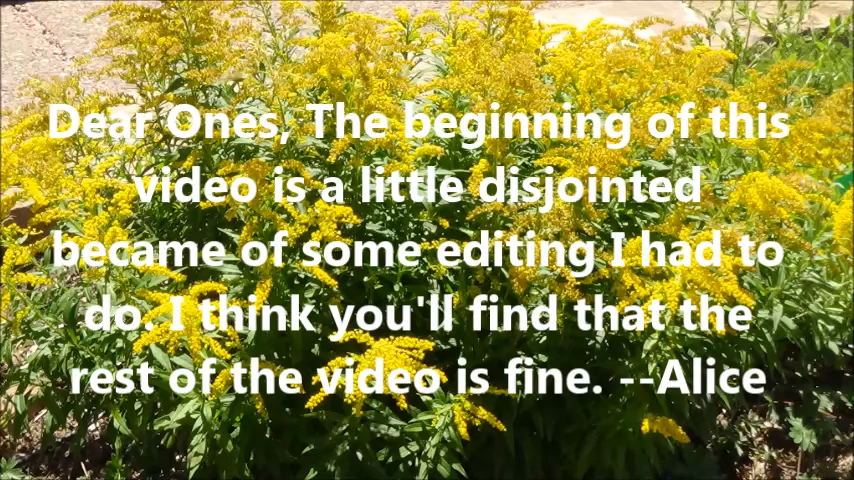 Dear Ones, The beginning of this
video is a little disjointed
became of some editing I had to
do. I think you'll find that the
rest of the video is fine. --Alice